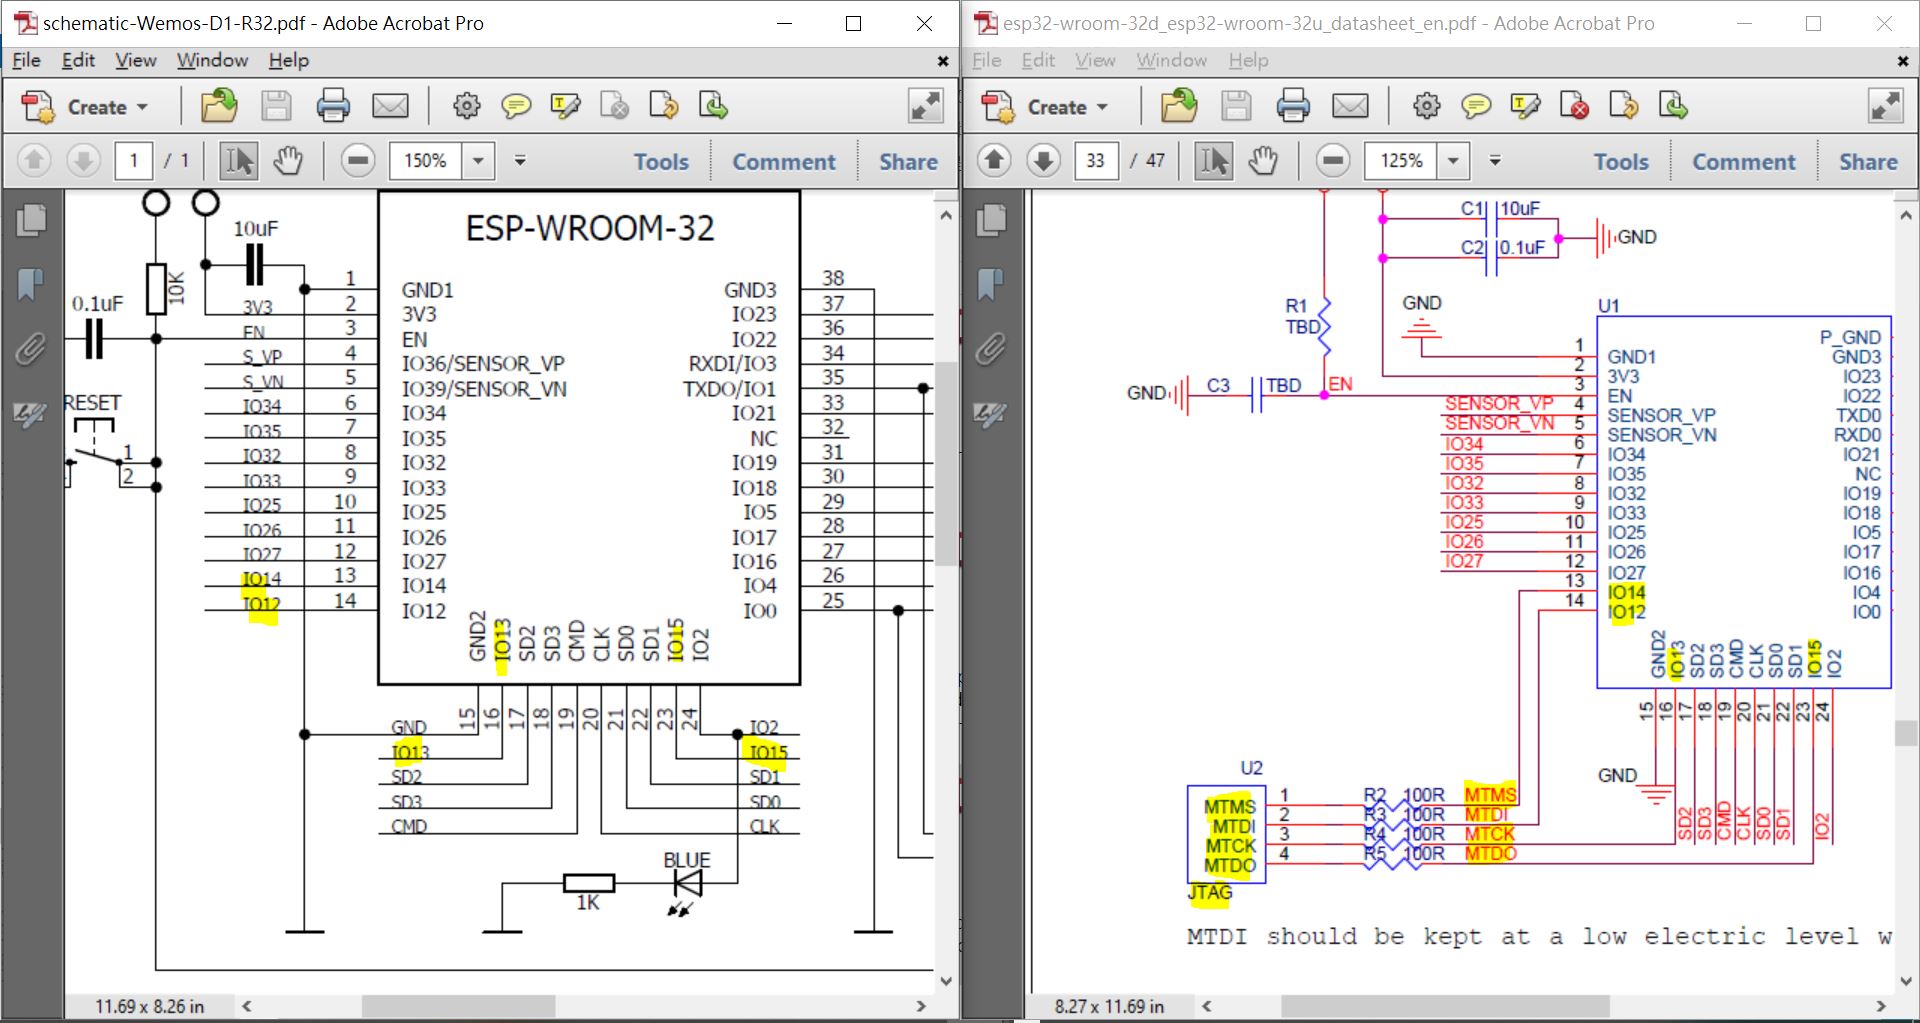 schematic-Wemos-D1-R32.pdf - Adobe Acrobat Pro
File Edit View Window Help
Create
1 / 1
150%
Tools Comment Share
ESP-WROOM-32
10uF
10K
0.1uF
RESET
1
2
3V3
EN
S_VP
S_VN
IO34
IO35
IO32
IO33
IO25
IO26
IO27
IO14
IO12
1 GND1
2 3V3
3 EN
4 IO36/SENSOR_VP
5 IO39/SENSOR_VN
6 IO34
7 IO35
8 IO32
9 IO33
10 IO25
11 IO26
12 IO27
13 IO14
14 IO12
GND3 38
IO23 37
IO22 36
RXDI/IO3 34
TXDO/IO1 35
IO21 33
NC 32
IO19 31
IO18 30
IO5 29
IO17 28
IO16 27
IO4 26
IO0 25
GND2 IO13 SD2 SD3 CMD CLK SD0 SD1 IO15 IO2
15 16 17 18 19 20 21 22 23 24
GND IO2
IO13 IO15
SD2 SD1
SD3 SD0
CMD CLK
BLUE
1K
11.69 x 8.26 in
esp32-wroom-32d_esp32-wroom-32u_datasheet_en.pdf - Adobe Acrobat Pro
File Edit View Window Help
Create
33 / 47
125%
Tools Comment Share
C1 10uF
C2 0.1uF
GND
R1
TBD
GND
U1
GND C3 TBD EN
SENSOR_VP
SENSOR_VN
IO34
IO35
IO32
IO33
IO25
IO26
IO27
1 GND1
2 3V3
3 EN
4 SENSOR_VP
5 SENSOR_VN
6 IO34
7 IO35
8 IO32
9 IO33
10 IO25
11 IO26
12 IO27
13 IO14
14 IO12
P_GND
GND3
IO23
IO22
TXD0
RXD0
IO21
NC
IO19
IO18
IO5
IO17
IO16
IO4
IO0
GND2 IO13 SD2 SD3 CMD CLK SD0 SD1 IO15 IO2
15 16 17 18 19 20 21 22 23 24
GND
SD2 SD3 CMD CLK SD0 SD1 IO2
U2
MTMS 1 R2 100R MTMS
MTDI 2 R3 100R MTDI
MTCK 3 R4 100R MTCK
MTDO 4 R5 100R MTDO
JTAG
MTDI should be kept at a low electric level w
8.27 x 11.69 in